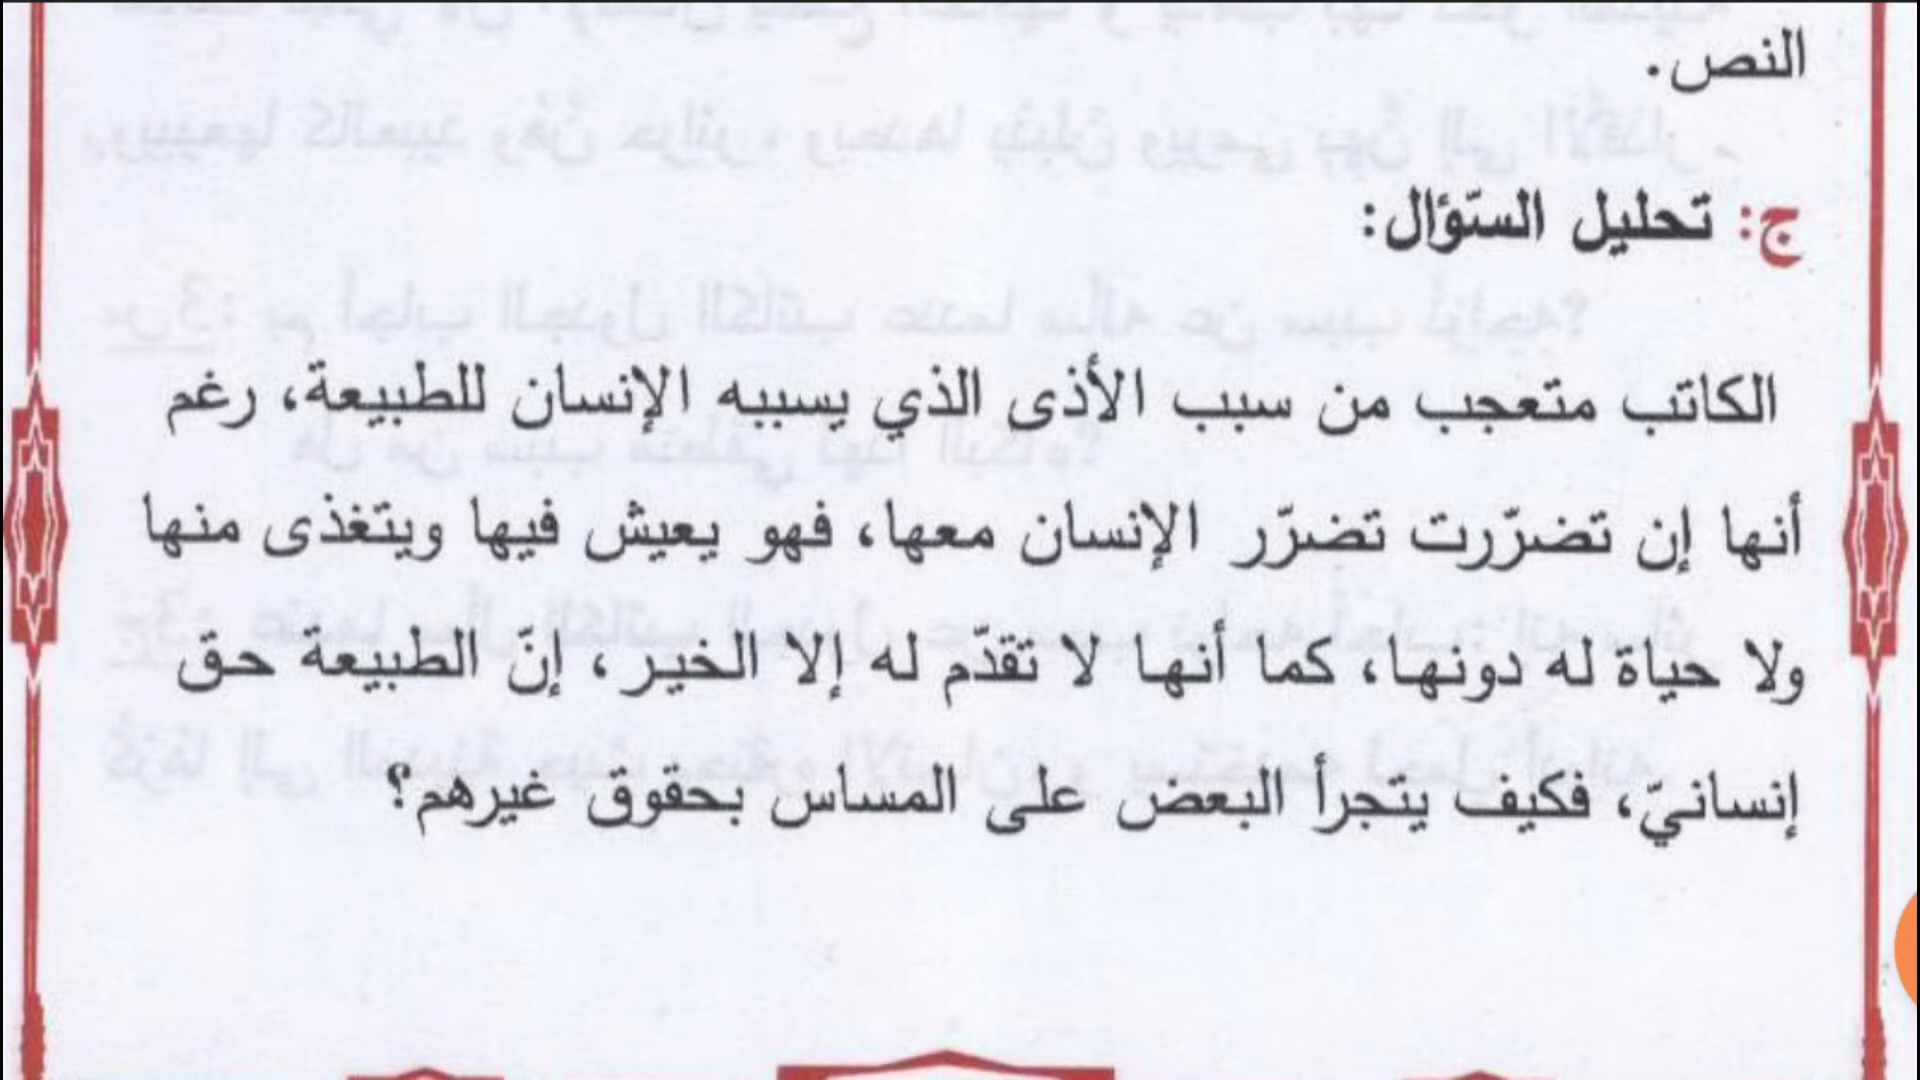 النص.
ج: تحليل السّؤال:
الكاتب متعجب من سبب الأذى الذي يسببه الإنسان للطبيعة، رغم
أنها إن تضرّرت تضرّر الإنسان معها، فهو يعيش فيها ويتغذى منها
ولا حياة له دونها، كما أنها لا تقدّم له إلا الخير، إنّ الطبيعة حق
إنسانيّ، فكيف يتجرأ البعض على المساس بحقوق غيرهم؟